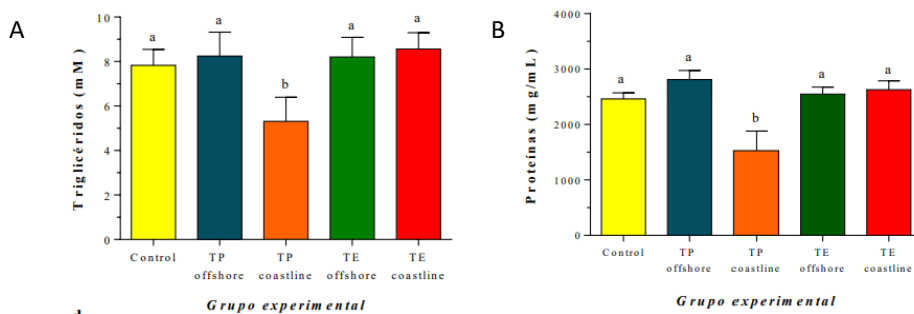 A
Triglicéridos (mM)
10
8
6
4
2
0
a
a
b
a
a
Control
TP offshore
TP coastline
TE offshore
TE coastline
Grupo experimental
B
Proteínas (mg/mL)
4000
3000
2000
1000
0
a
a
b
a
a
Control
TP offshore
TP coastline
TE offshore
TE coastline
Grupo experimental